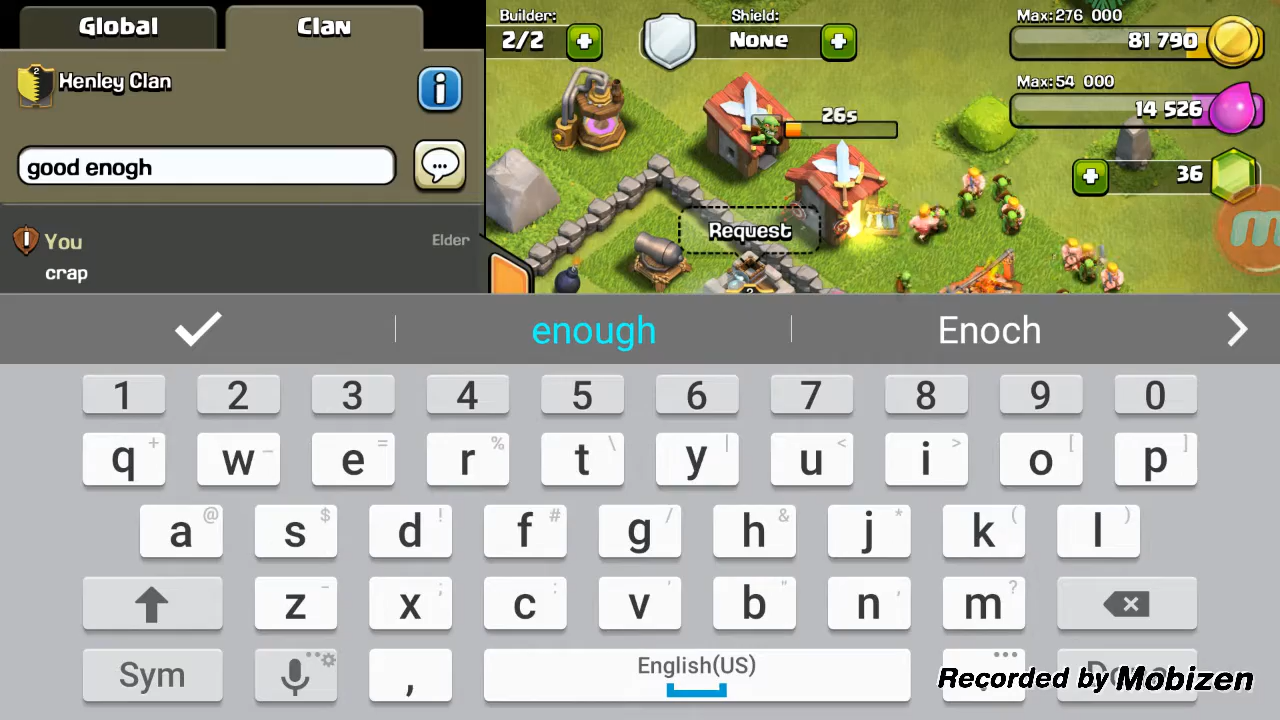 Global Clan
Builder: Shield: Max: 276 000
2/2 None 81 790
Henley Clan
Max: 54 000
26s 14 526
good enogh
36
Request
You Elder
crap
enough Enoch
1 2 3 4 5 6 7 8 9 0
q + w - e = r % t \ y | u < i > o [ p ]
a @ s $ d ! f # g / h & j * k ( l )
z - x ; c : v ' b " n , m ?
Sym , English(US)
Recorded by Mobizen